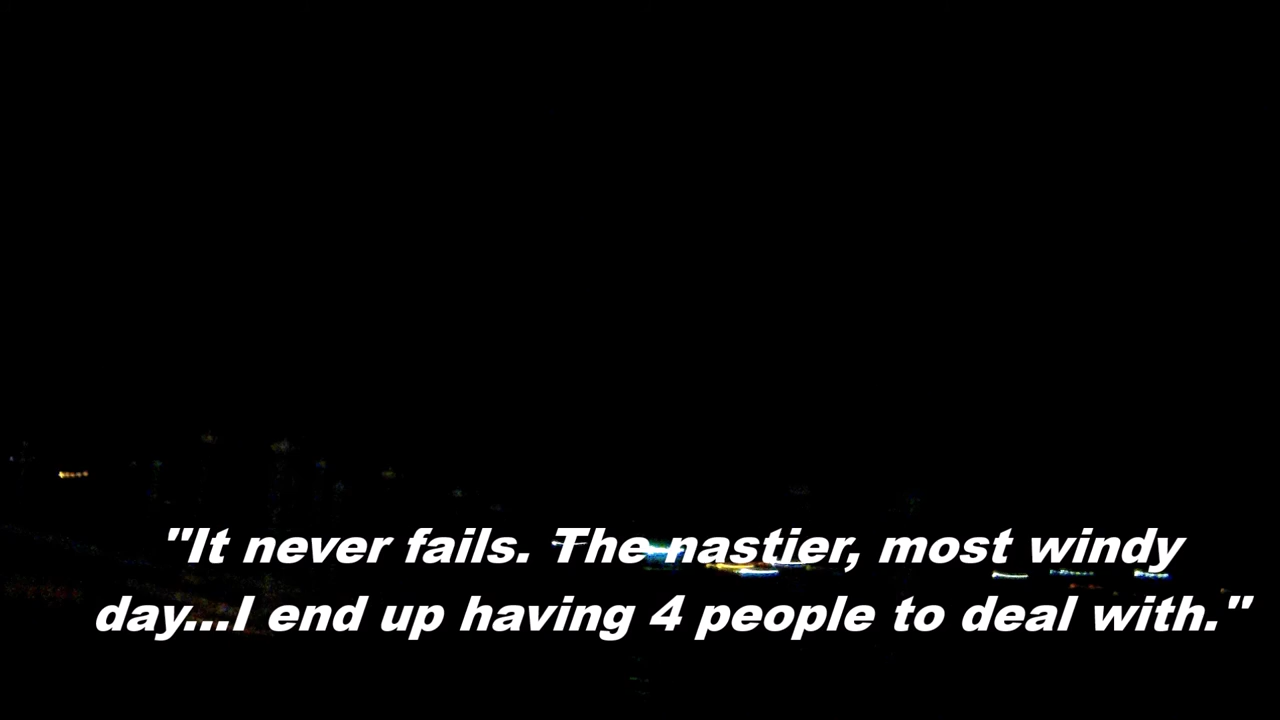 "It never fails. The nastier, most windy
day...I end up having 4 people to deal with."